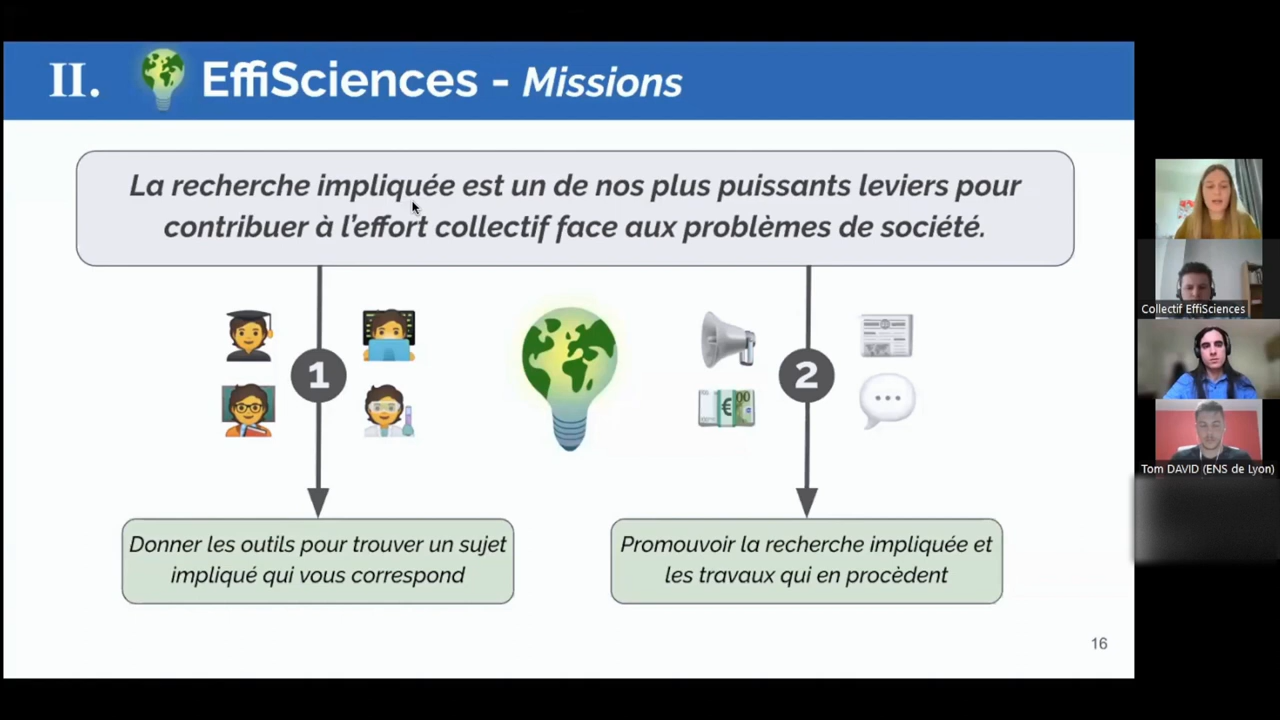 II. EffiSciences - Missions
La recherche impliquée est un de nos plus puissants leviers pour
contribuer à l'effort collectif face aux problèmes de société.
1
2
Donner les outils pour trouver un sujet
impliqué qui vous correspond
Promouvoir la recherche impliquée et
les travaux qui en procèdent
16
Collectif EffiSciences
Tom DAVID (ENS de Lyon)